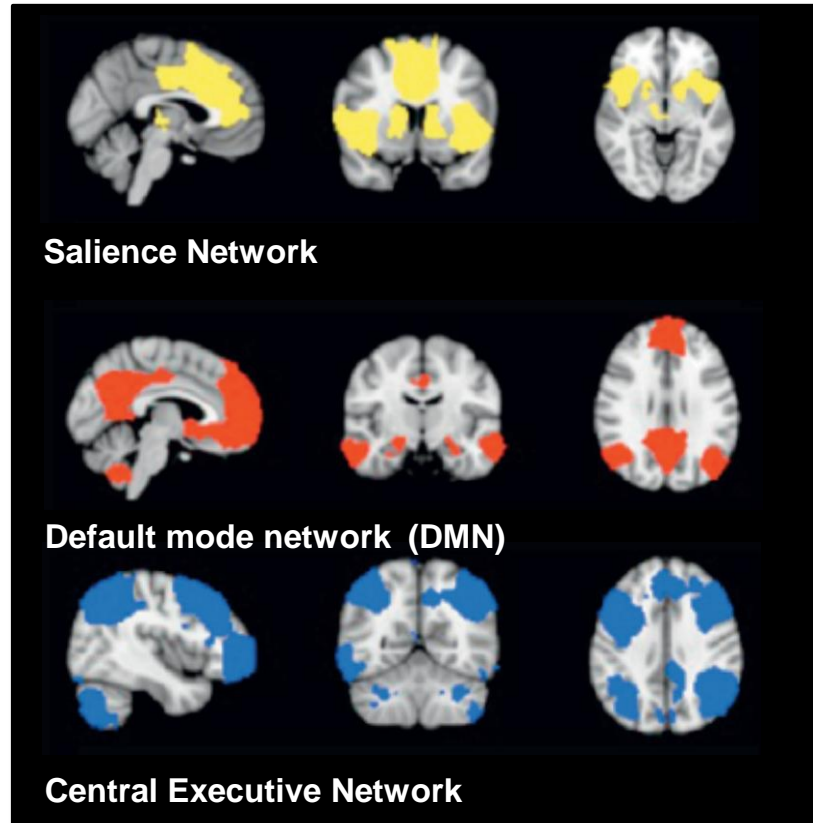 Salience Network
Default mode network (DMN)
Central Executive Network